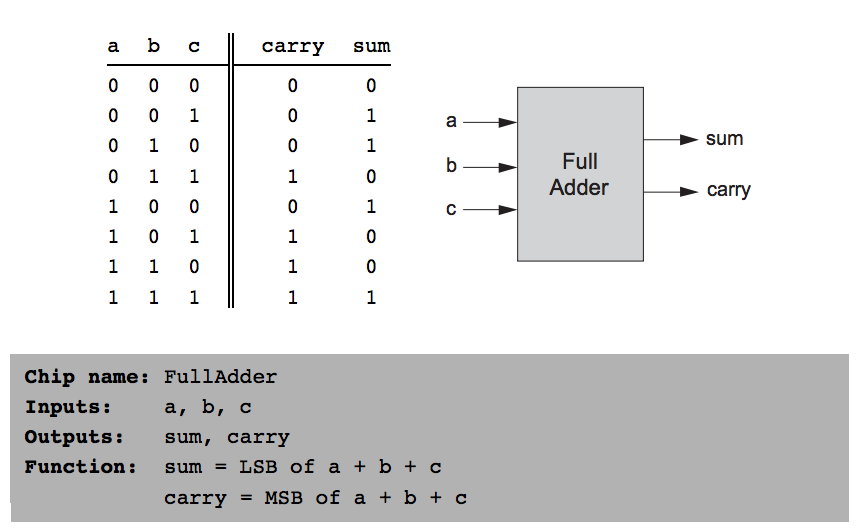 a b c carry sum
0 0 0 0 0
0 0 1 0 1
0 1 0 0 1
0 1 1 1 0
1 0 0 0 1
1 0 1 1 0
1 1 0 1 0
1 1 1 1 1
a
b
c
Full
Adder
sum
carry
Chip name: FullAdder
Inputs: a, b, c
Outputs: sum, carry
Function: sum = LSB of a + b + c
carry = MSB of a + b + c